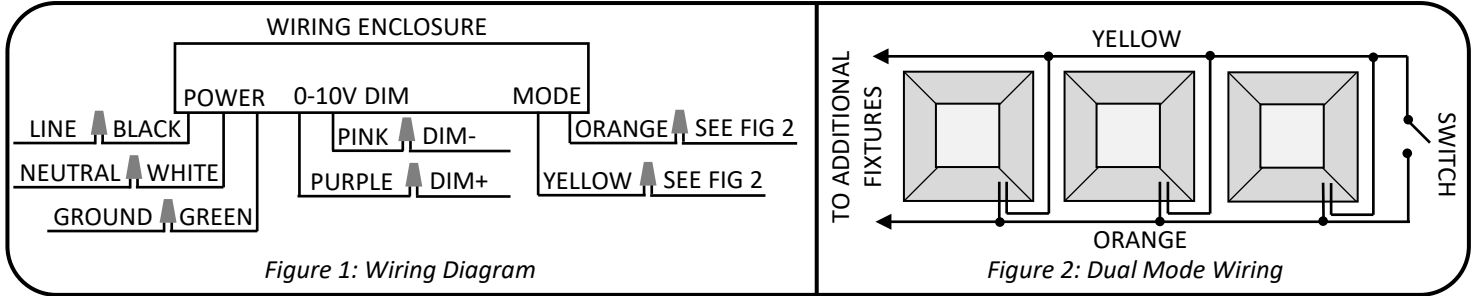 WIRING ENCLOSURE
POWER 0-10V DIM MODE
LINE BLACK PINK DIM- ORANGE SEE FIG 2
NEUTRAL WHITE PURPLE DIM+ YELLOW SEE FIG 2
GROUND GREEN
Figure 1: Wiring Diagram
YELLOW
TO ADDITIONAL
FIXTURES
SWITCH
ORANGE
Figure 2: Dual Mode Wiring